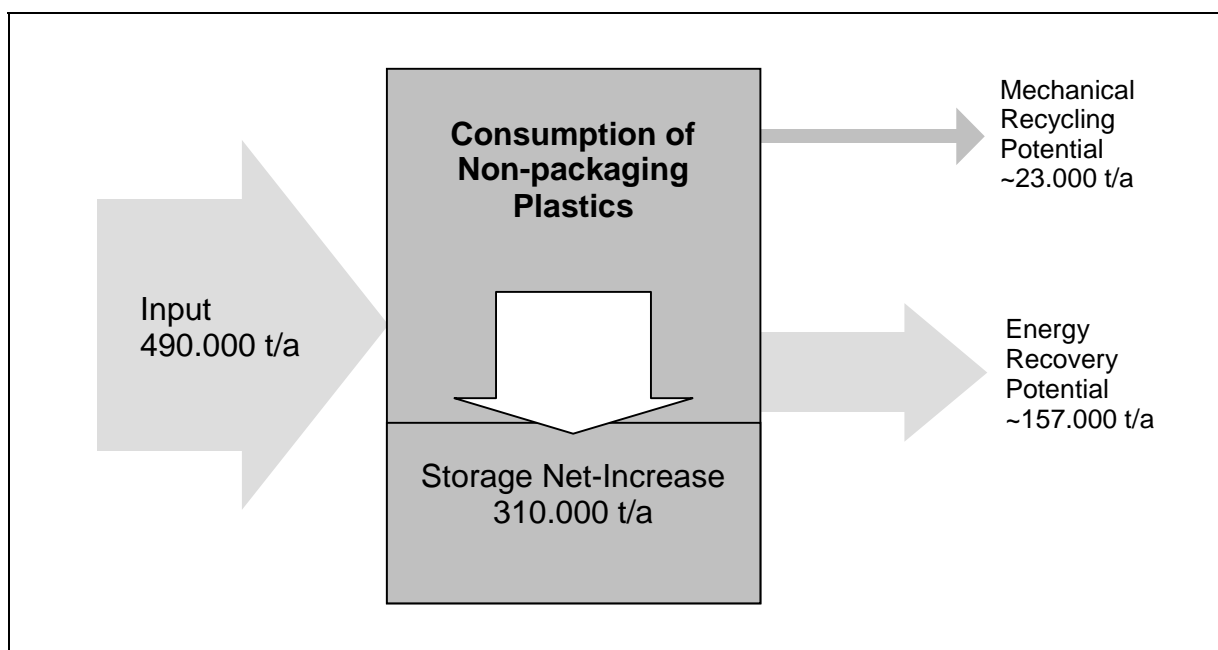 Input
490.000 t/a
Consumption of
Non-packaging
Plastics
Storage Net-Increase
310.000 t/a
Mechanical
Recycling
Potential
~23.000 t/a
Energy
Recovery
Potential
~157.000 t/a